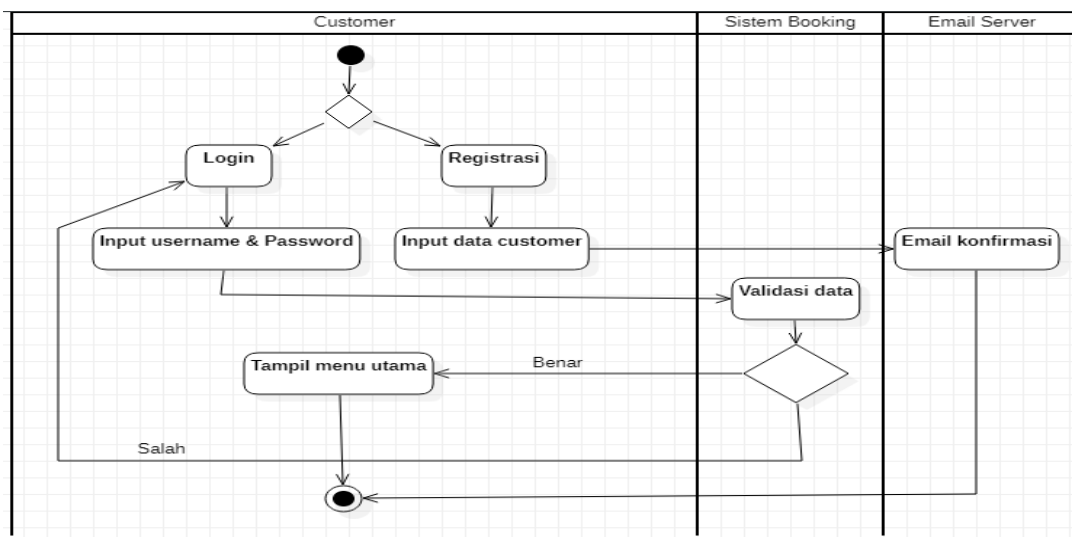 Customer
Sistem Booking
Email Server
Login
Registrasi
Input username & Password
Input data customer
Email konfirmasi
Validasi data
Tampil menu utama
Benar
Salah